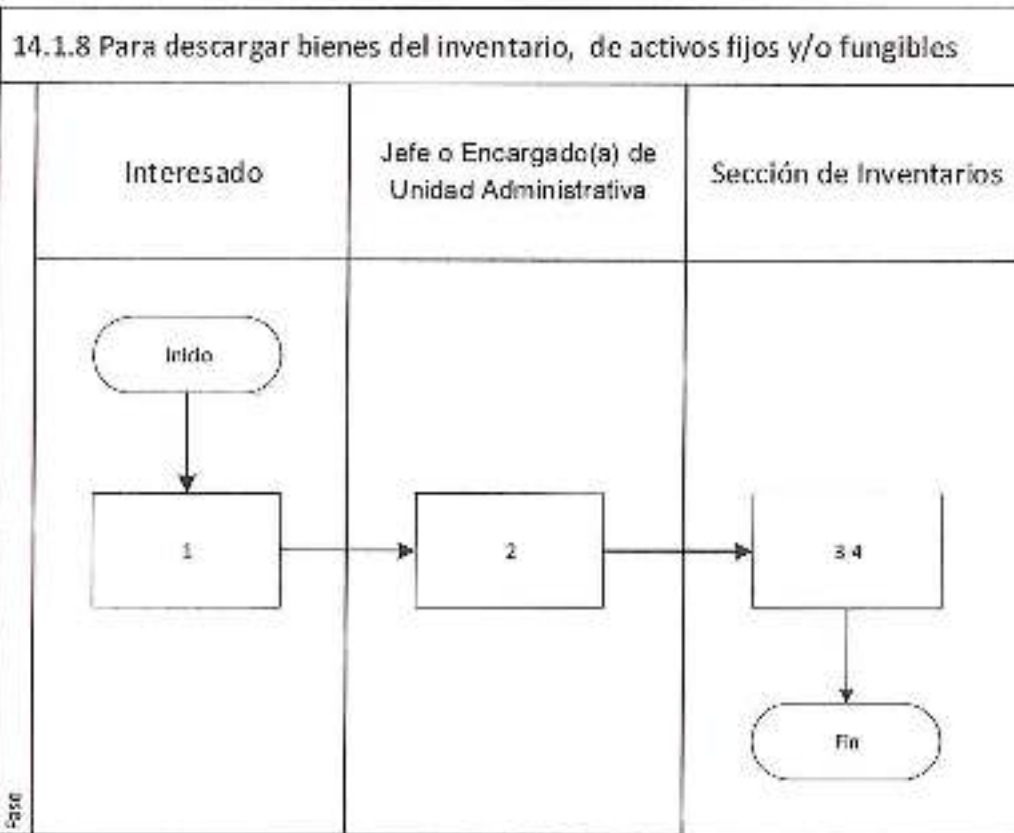 14.1.8 Para descargar bienes del inventario, de activos fijos y/o fungibles
Interesado
Jefe o Encargado(a) de
Unidad Administrativa
Sección de Inventarios
Inicio
1
2
3,4
Fin
Fase